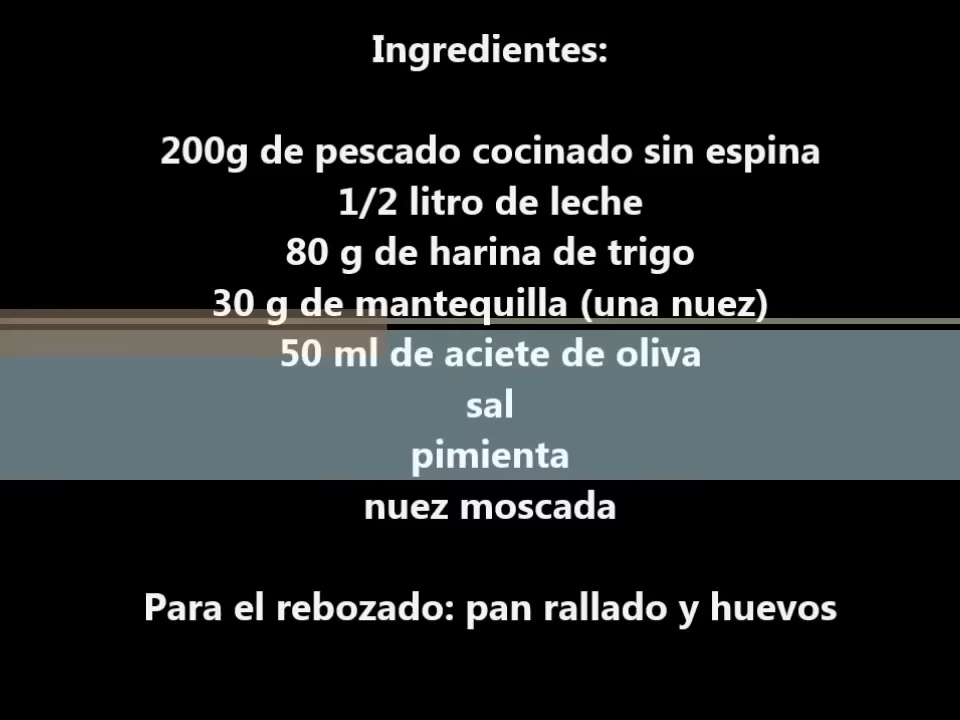 Ingredientes:
200g de pescado cocinado sin espina
1/2 litro de leche
80 g de harina de trigo
30 g de mantequilla (una nuez)
50 ml de aciete de oliva
sal
pimienta
nuez moscada
Para el rebozado: pan rallado y huevos